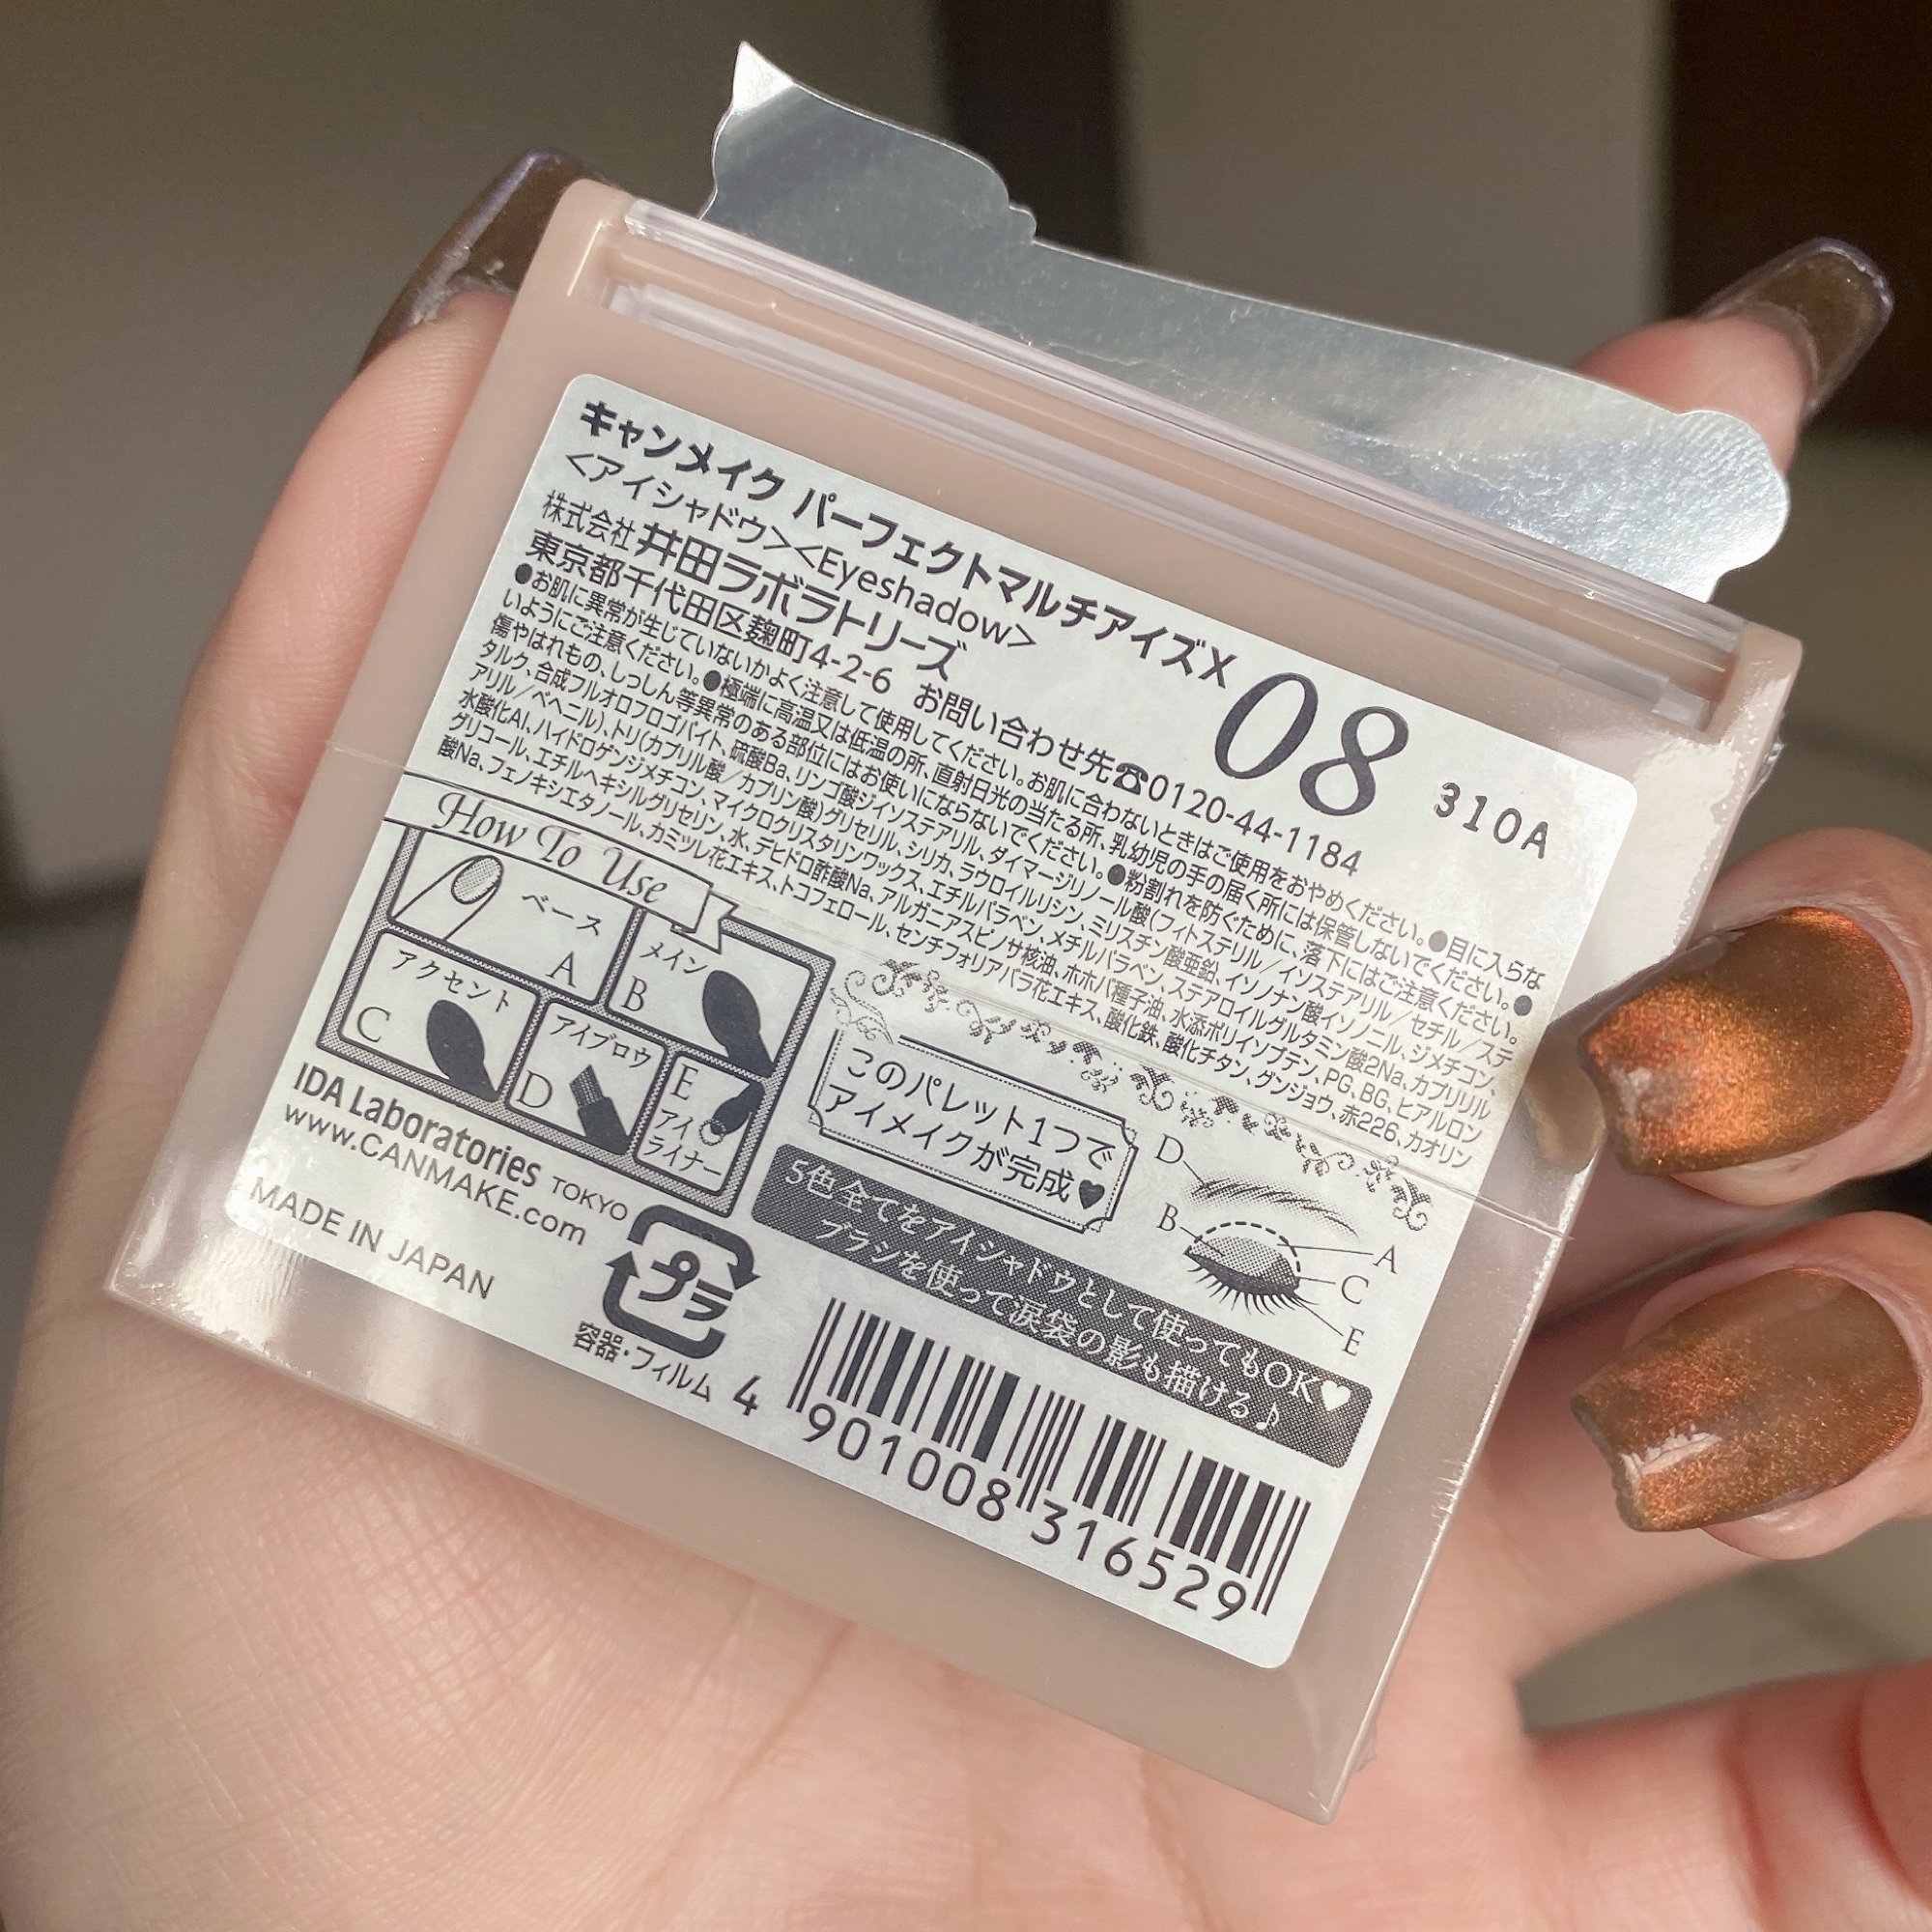 キャンメイク パーフェクトマルチアイズX
08
310A
<アイシャドウ><Eyeshadow>
株式会社 井田ラボラトリーズ
東京都千代田区麹町4-2-6 お問い合わせ先☎0120-44-1184
●お肌に異常が生じていないかよく注意して使用してください。お肌に合わないときはご使用をおやめください。●目に入らな
いようにご注意ください。●極端に高温又は低温の所、直射日光の当たる所、乳幼児の手の届く所には保管しないでください。●
傷やはれもの、しっしん等異常のある部位にはお使いにならないでください。●粉割れを防ぐために、落下にはご注意ください。
タルク、合成フルオロフロゴパイト、硫酸Ba、リンゴ酸ジイソステアリル、ダイマージリノール酸(フィトステリル/イソステアリル/セチル/ステ
アリル/ベヘニル)、トリ(カプリル酸/カプリン酸)グリセリル、シリカ、ラウロイルリシン、ミリスチン酸亜鉛、イソノナン酸イソノニル、ジメチコン、
水酸化Al、ハイドロゲンジメチコン、マイクロクリスタリンワックス、エチルパラベン、メチルパラベン、ステアロイルグルタミン酸2Na、カプリリル
グリコール、エチルヘキシルグリセリン、水、デヒドロ酢酸Na、アルガニアスピノサ核油、ホホバ種子油、水添ポリイソブテン、PG、BG、ヒアルロン
酸Na、フェノキシエタノール、カミツレ花エキス、トコフェロール、センチフォリアバラ花エキス、酸化鉄、酸化チタン、グンジョウ、赤226、カオリン
How To Use
ベース
A
メイン
B
アクセント
C
アイブロウ
D
E
アイ
ライナー
このパレット1つで
アイメイクが完成♥
D
B
A
C
E
5色全てをアイシャドウとして使ってもOK♥
ブラシを使って涙袋の影も描ける♪
IDA Laboratories TOKYO
www.CANMAKE.com
MADE IN JAPAN
プラ
容器・フィルム
4 901008 316529